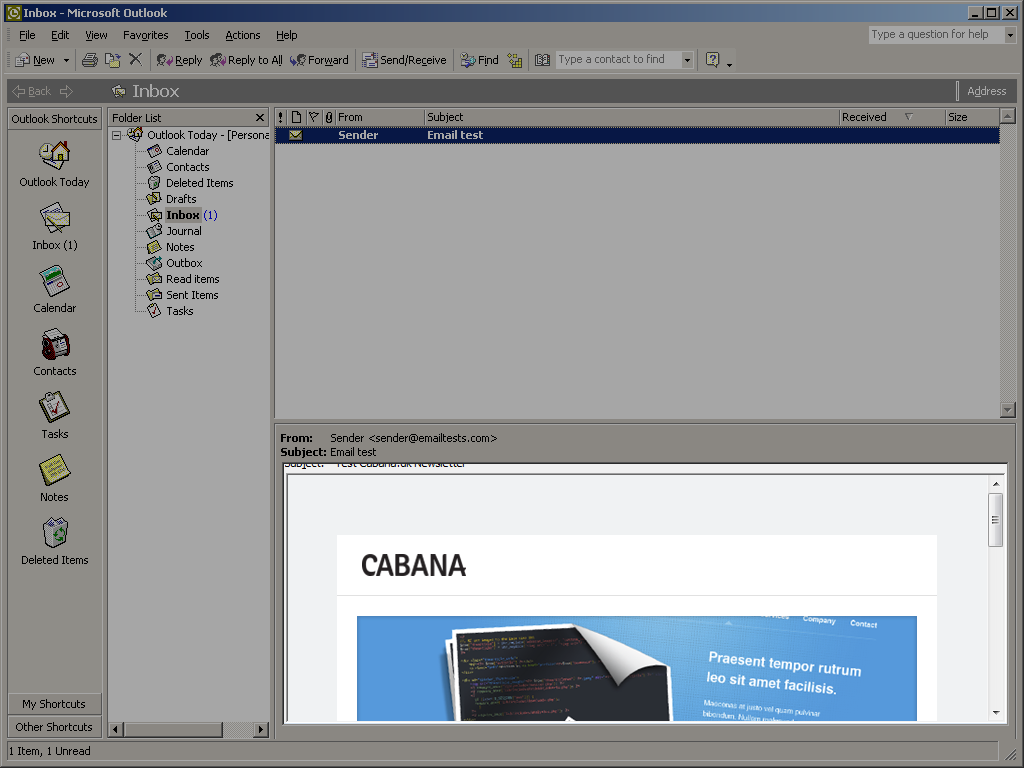 Inbox - Microsoft Outlook
File Edit View Favorites Tools Actions Help
Type a question for help
New Reply Reply to All Forward Send/Receive Find Type a contact to find
Back Inbox Address
Outlook Shortcuts
Outlook Today
Inbox (1)
Calendar
Contacts
Tasks
Notes
Deleted Items
My Shortcuts
Other Shortcuts
Folder List
Outlook Today - [Persona
Calendar
Contacts
Deleted Items
Drafts
Inbox (1)
Journal
Notes
Outbox
Read items
Sent Items
Tasks
From Subject Received Size
Sender Email test
From: Sender <sender@emailtests.com>
Subject: Email test
Subject: Test Cabana.uk Newsletter
CABANA
Services Company Contact
Praesent tempor rutrum
leo sit amet facilisis.
Maecenas at justo vel quam pulvinar
bibendum. Nullam
1 Item, 1 Unread